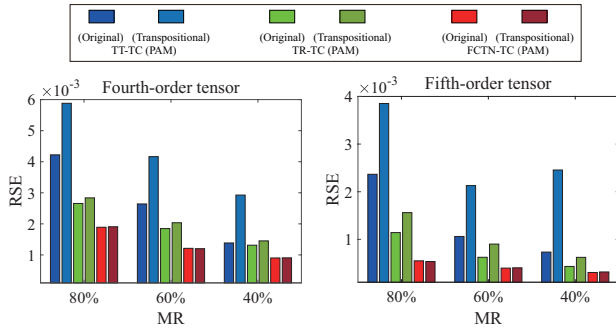 (Original) (Transpositional) (Original) (Transpositional) (Original) (Transpositional)
TT-TC (PAM) TR-TC (PAM) FCTN-TC (PAM)
Fourth-order tensor
×10⁻³
6
5
4
3
2
1
RSE
80% 60% 40%
MR
Fifth-order tensor
×10⁻³
4
3
2
1
RSE
80% 60% 40%
MR